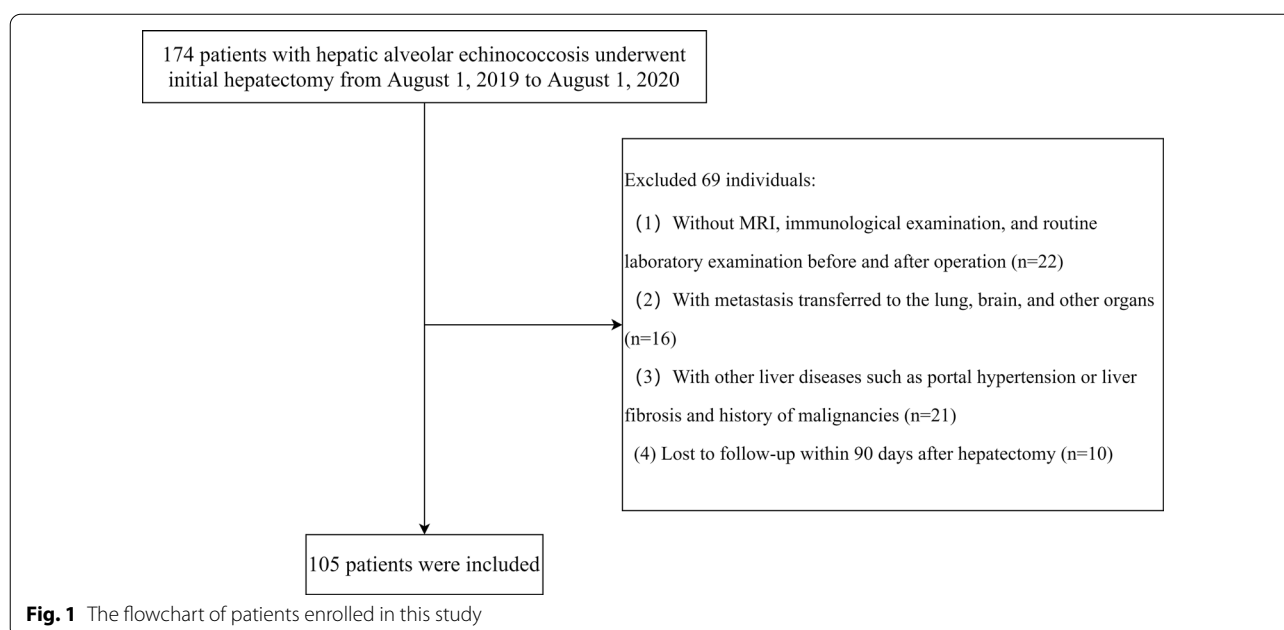 174 patients with hepatic alveolar echinococcosis underwent
initial hepatectomy from August 1, 2019 to August 1, 2020
Excluded 69 individuals:
(1) Without MRI, immunological examination, and routine
laboratory examination before and after operation (n=22)
(2) With metastasis transferred to the lung, brain, and other organs
(n=16)
(3) With other liver diseases such as portal hypertension or liver
fibrosis and history of malignancies (n=21)
(4) Lost to follow-up within 90 days after hepatectomy (n=10)
105 patients were included
Fig. 1 The flowchart of patients enrolled in this study